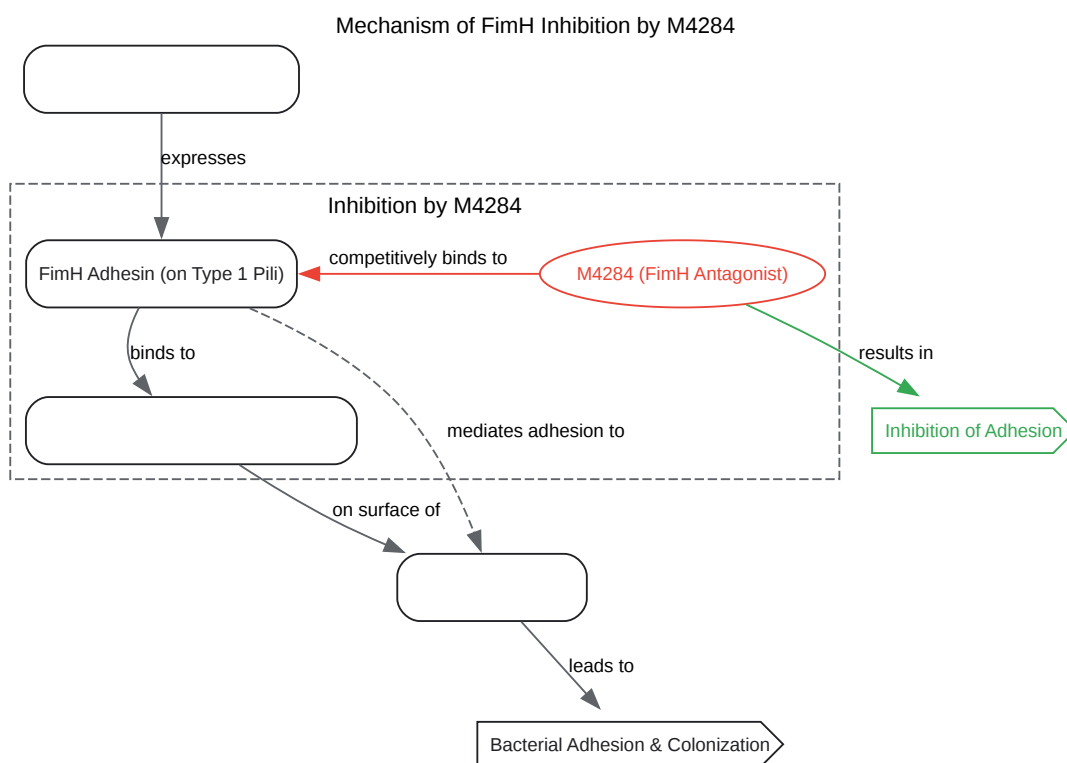 Mechanism of FimH Inhibition by M4284
expresses
Inhibition by M4284
FimH Adhesin (on Type 1 Pili)
competitively binds to
M4284 (FimH Antagonist)
binds to
results in
mediates adhesion to
Inhibition of Adhesion
on surface of
leads to
Bacterial Adhesion & Colonization